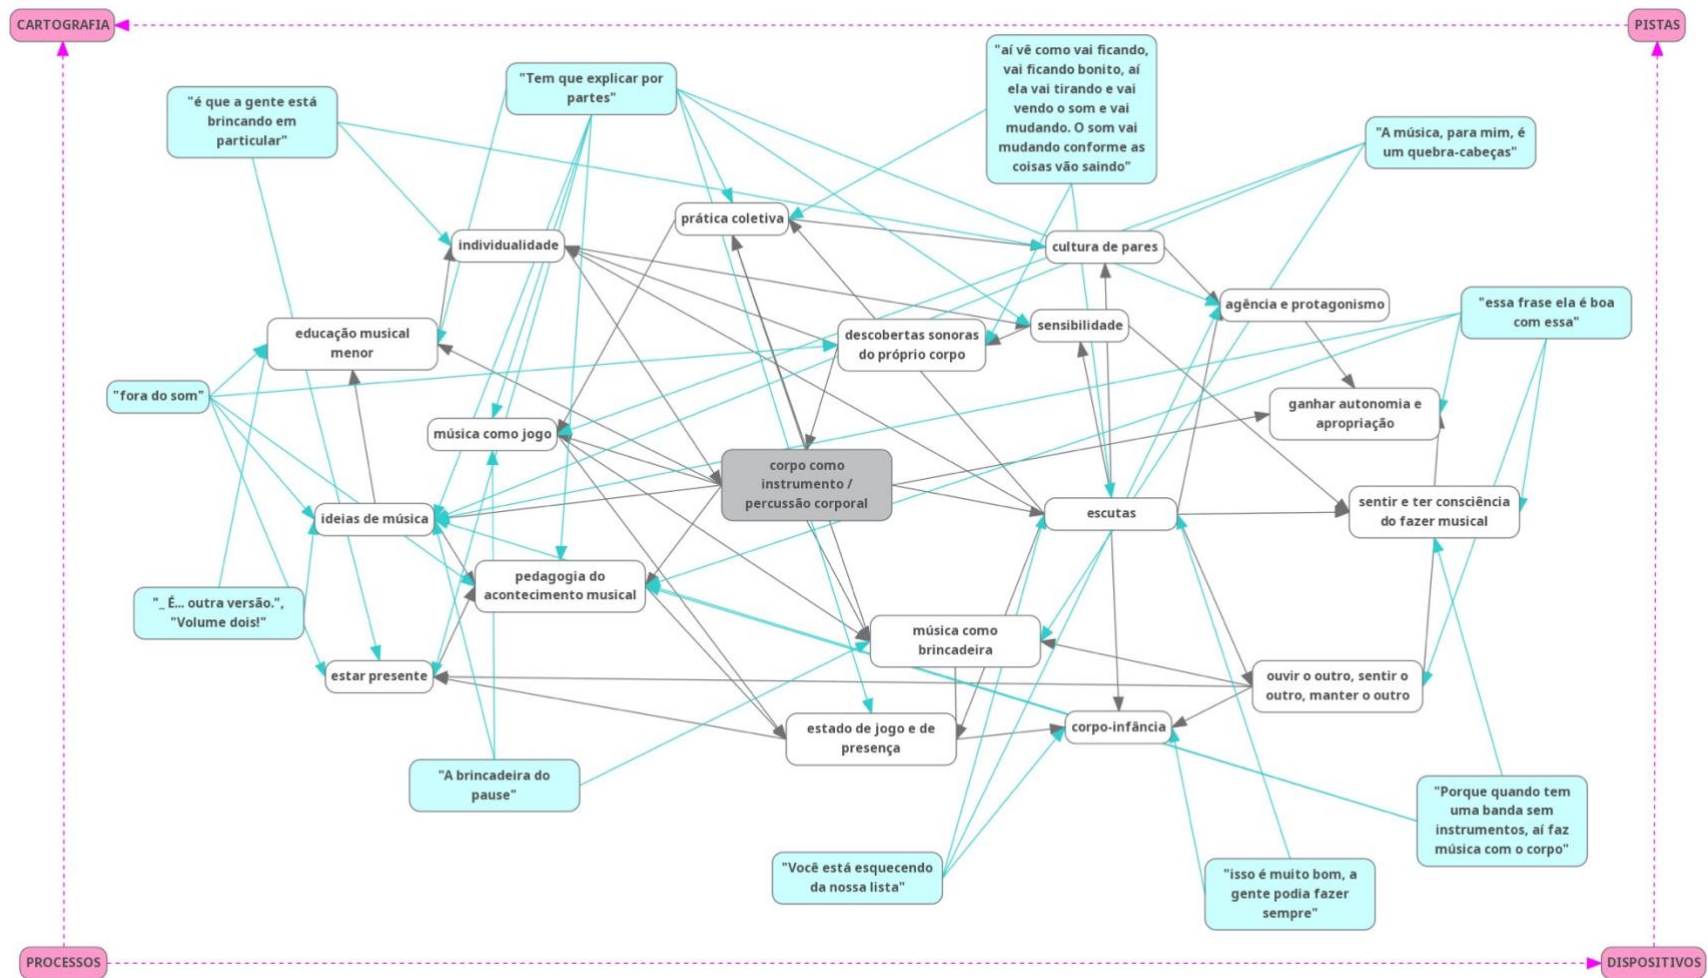 CARTOGRAFIA
PISTAS
"é que a gente está
brincando em
particular"
"Tem que explicar por
partes"
"aí vê como vai ficando,
vai ficando bonito, aí
ela vai tirando e vai
vendo o som e vai
mudando. O som vai
mudando conforme as
coisas vão saindo"
"A música, para mim, é
um quebra-cabeças"
prática coletiva
individualidade
cultura de pares
educação musical
menor
descobertas sonoras
do próprio corpo
sensibilidade
agência e protagonismo
"essa frase ela é boa
com essa"
"fora do som"
música como jogo
ganhar autonomia e
apropriação
corpo como
instrumento /
percussão corporal
ideias de música
escutas
sentir e ter consciência
do fazer musical
"_ É... outra versão.",
"Volume dois!"
pedagogia do
acontecimento musical
música como
brincadeira
estar presente
ouvir o outro, sentir o
outro, manter o outro
estado de jogo e de
presença
corpo-infância
"A brincadeira do
pause"
"Porque quando tem
uma banda sem
instrumentos, aí faz
música com o corpo"
"Você está esquecendo
da nossa lista"
"isso é muito bom, a
gente podia fazer
sempre"
PROCESSOS
DISPOSITIVOS